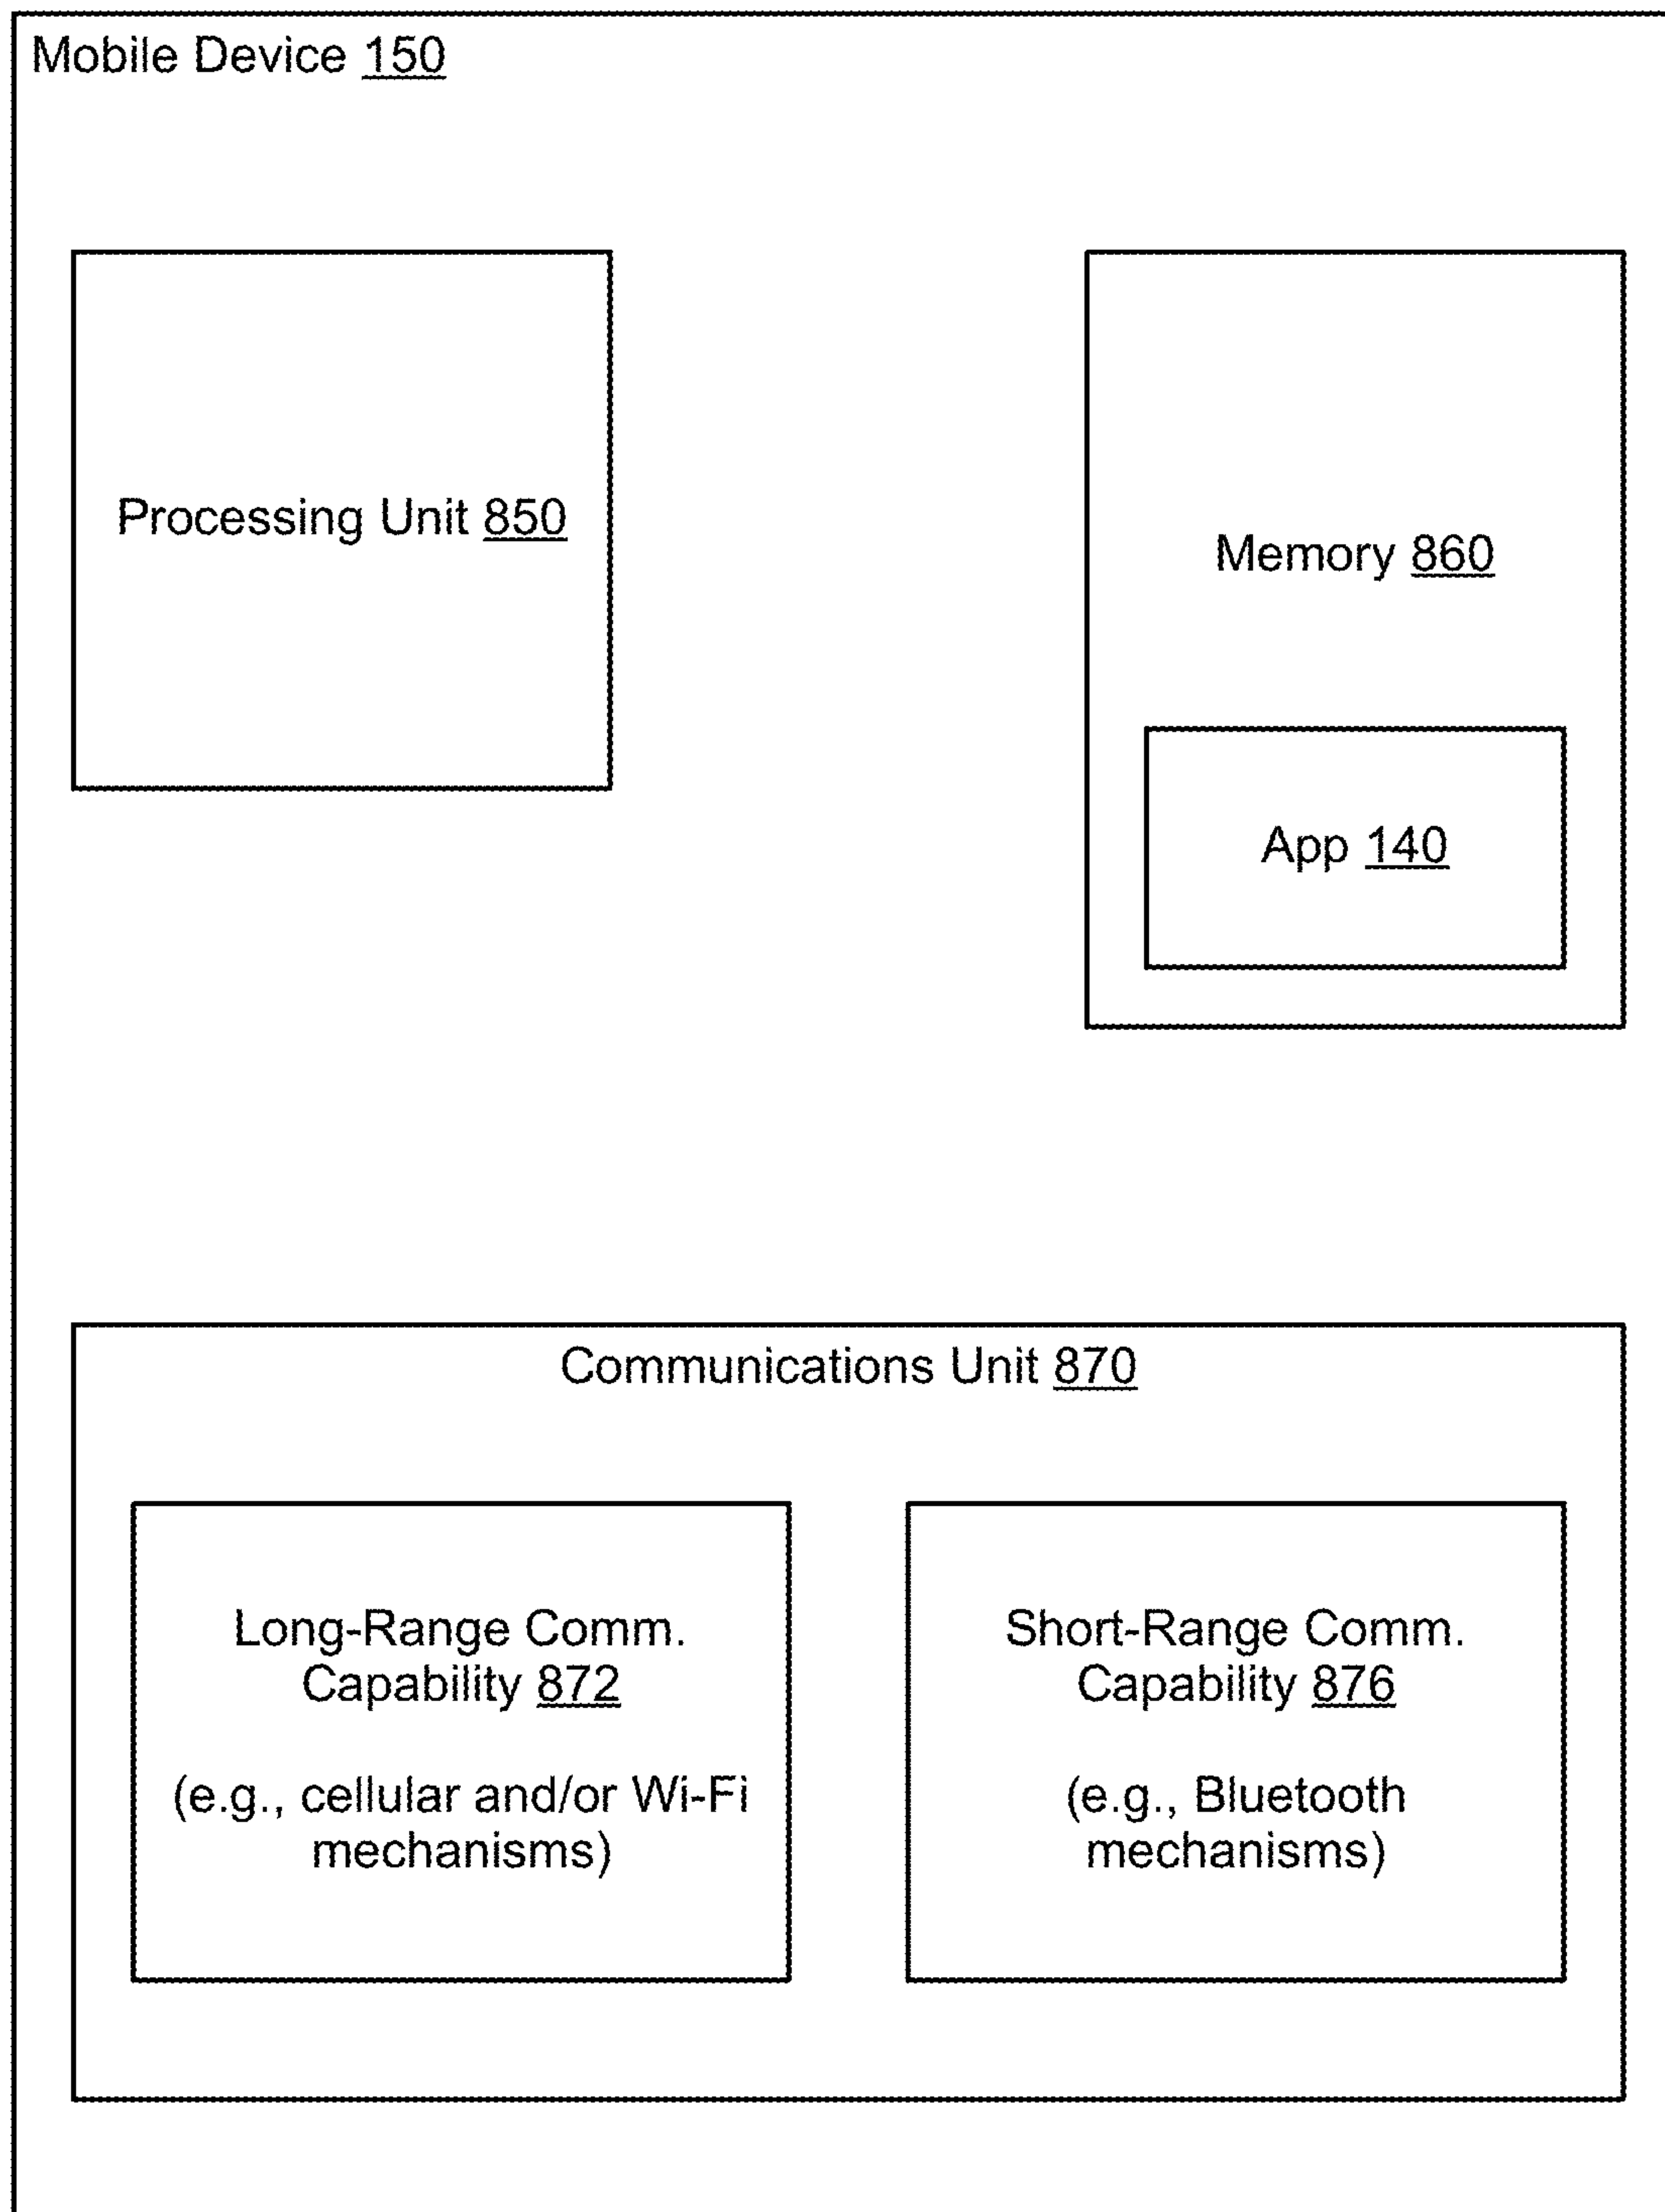 Mobile Device 150
Processing Unit 850
Memory 860
App 140
Communications Unit 870
Long-Range Comm.
Capability 872
(e.g., cellular and/or Wi-Fi
mechanisms)
Short-Range Comm.
Capability 876
(e.g., Bluetooth
mechanisms)